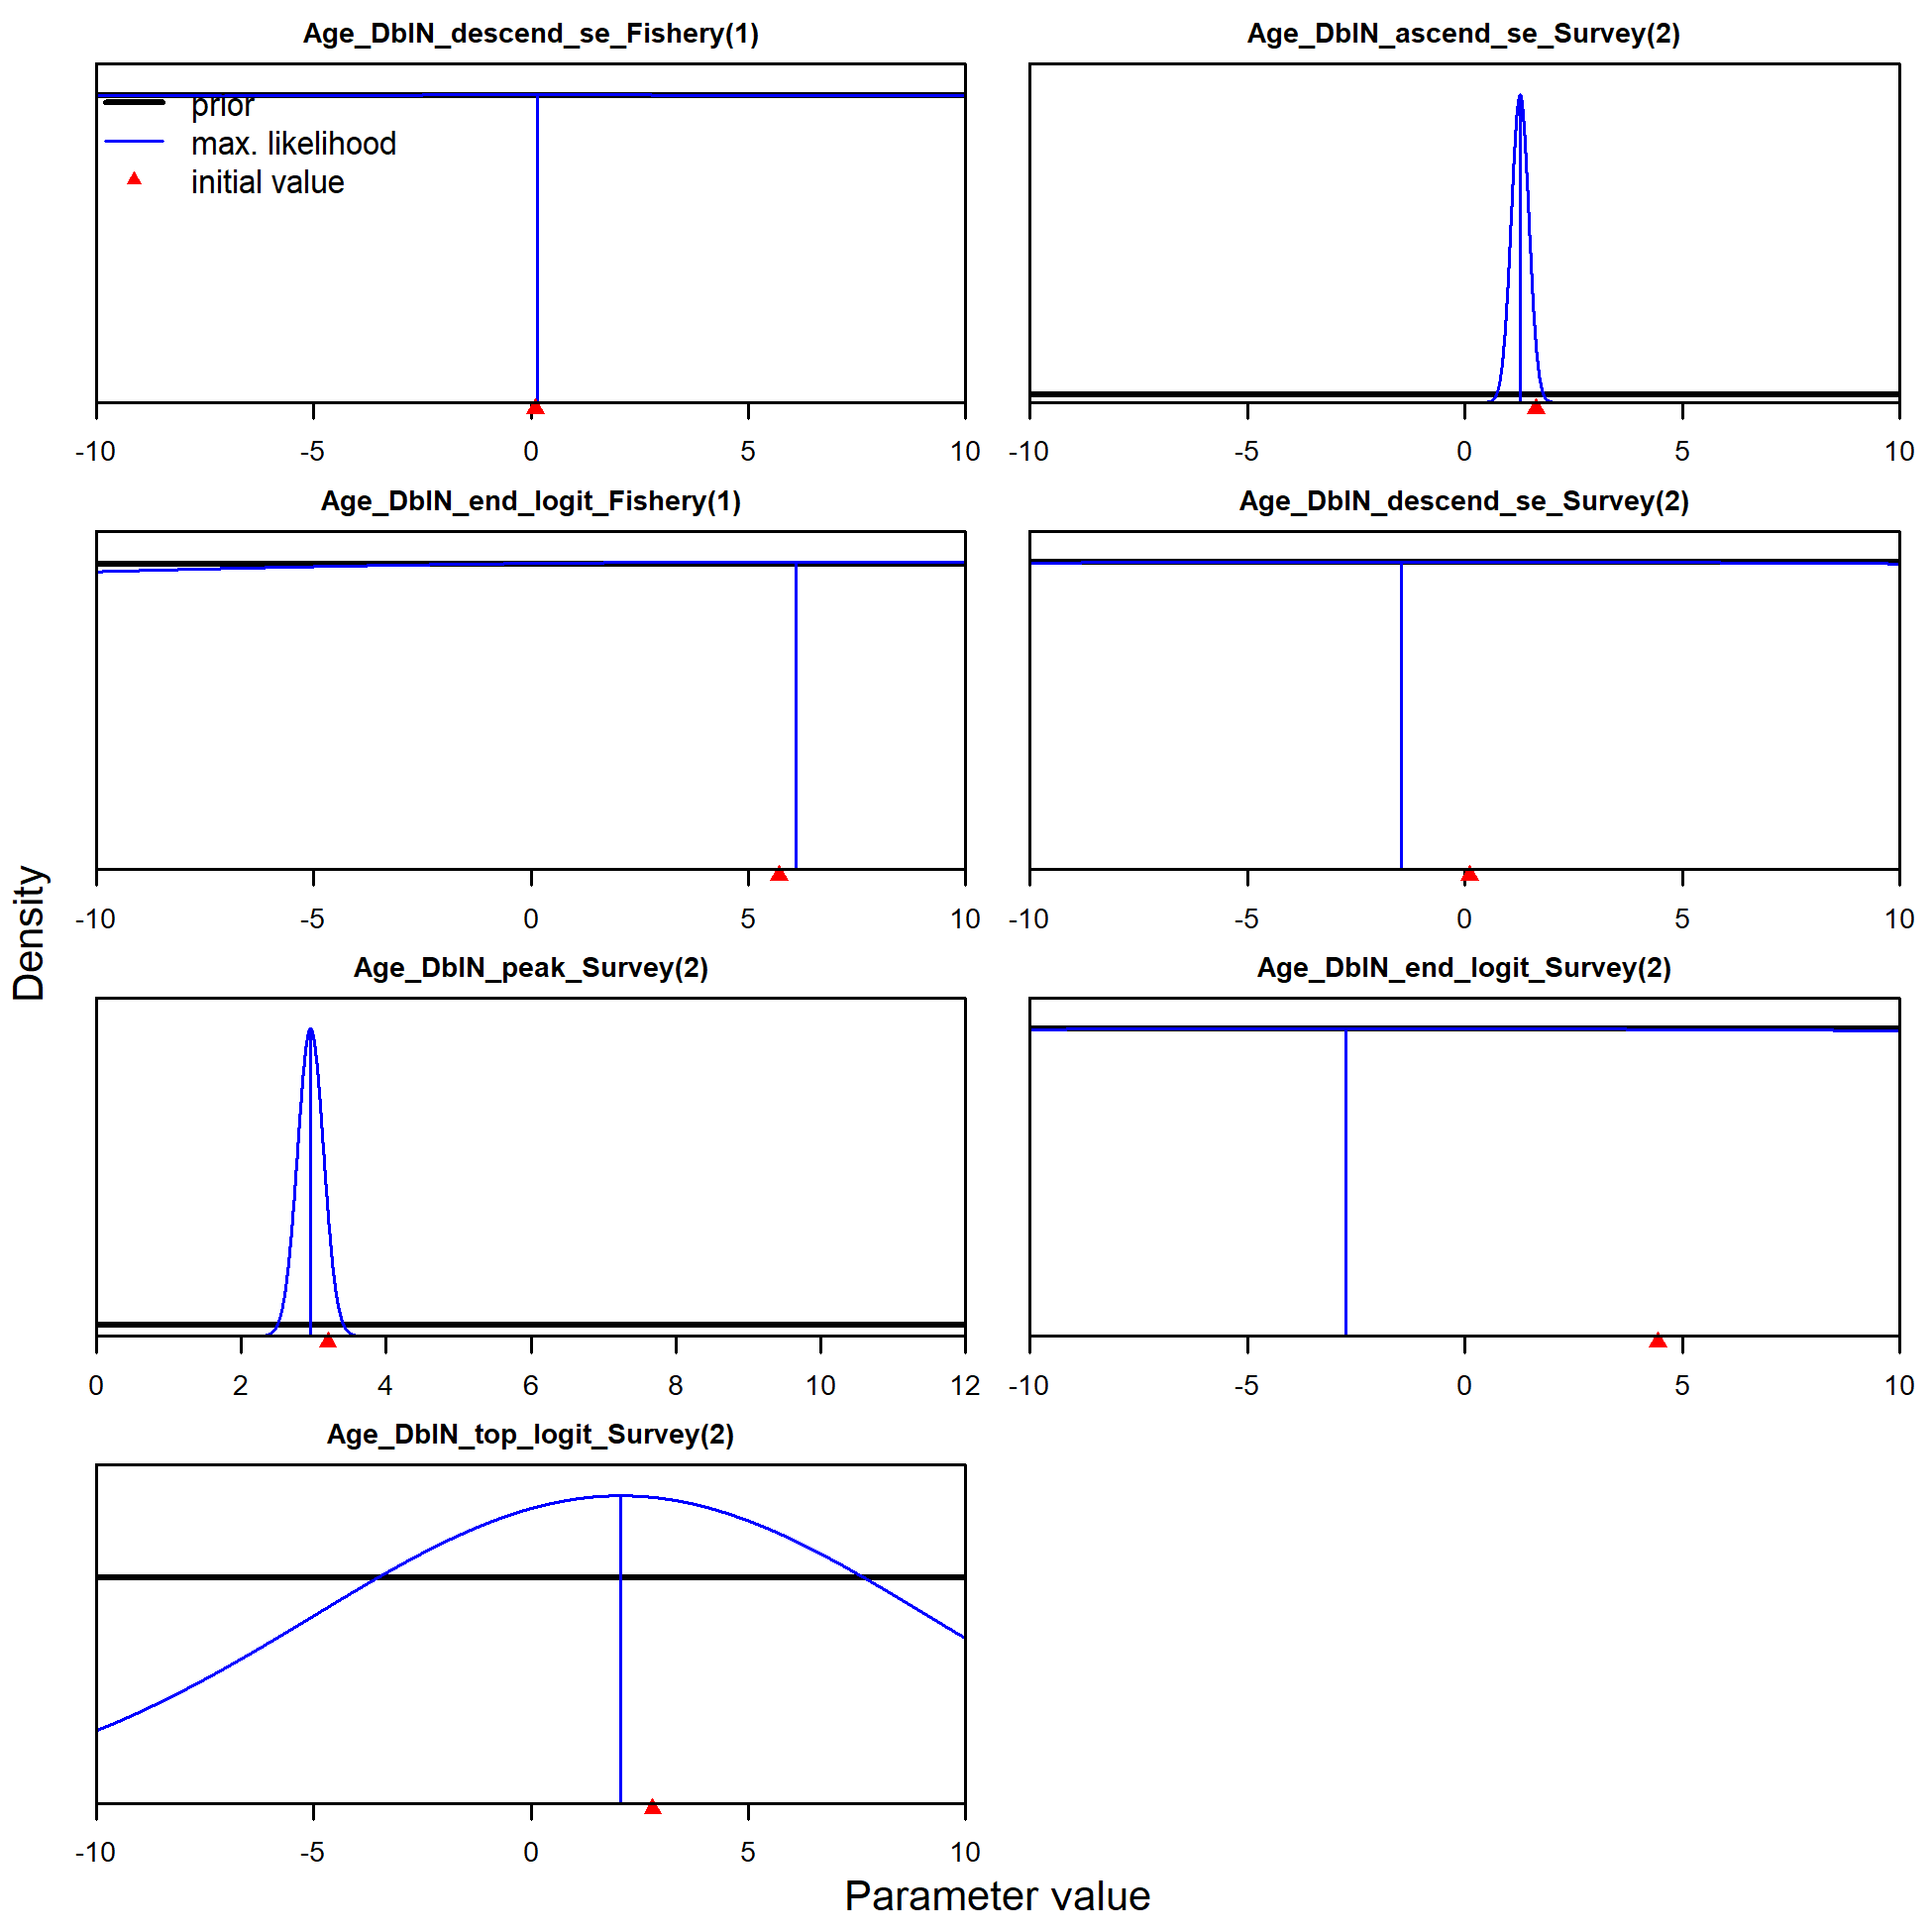 Age_DblN_descend_se_Fishery(1)
prior
max. likelihood
initial value
-10 -5 0 5 10
Age_DblN_ascend_se_Survey(2)
-10 -5 0 5 10
Age_DblN_end_logit_Fishery(1)
-10 -5 0 5 10
Age_DblN_descend_se_Survey(2)
-10 -5 0 5 10
Age_DblN_peak_Survey(2)
0 2 4 6 8 10 12
Age_DblN_end_logit_Survey(2)
-10 -5 0 5 10
Age_DblN_top_logit_Survey(2)
-10 -5 0 5 10
Density
Parameter value